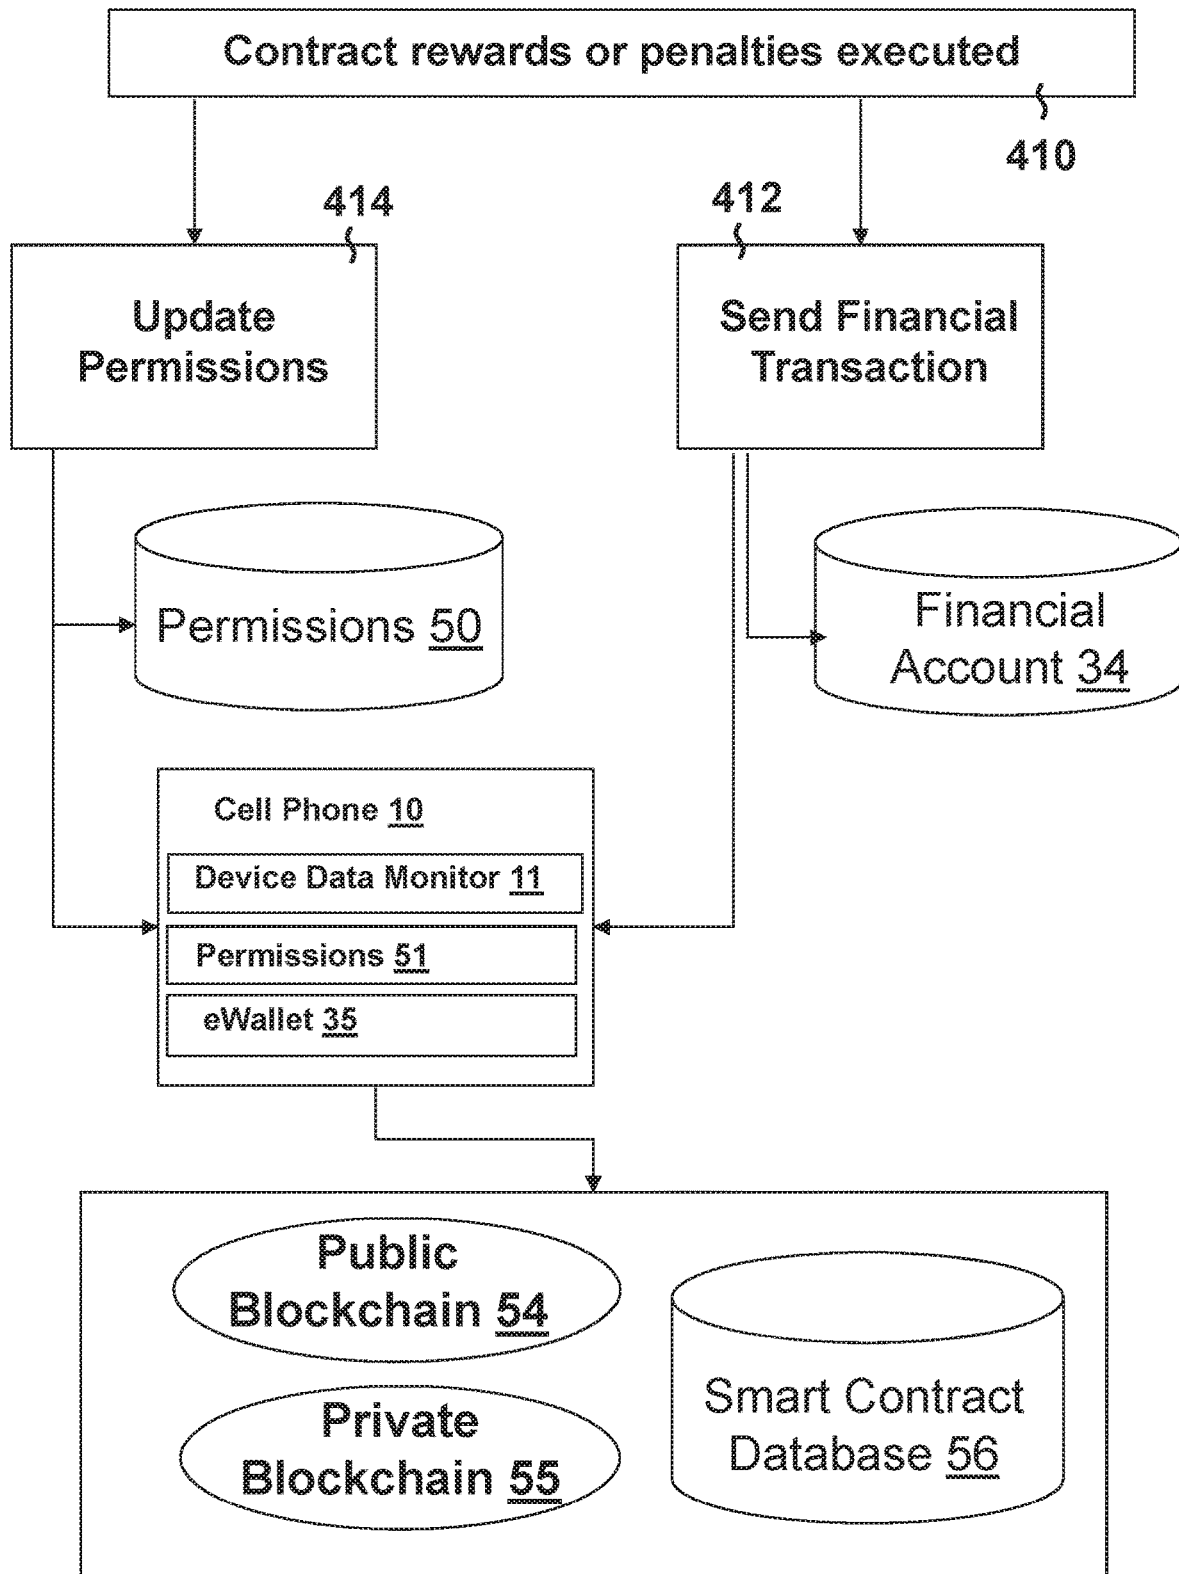 Contract rewards or penalties executed
410
414
412
Update
Permissions
Send Financial
Transaction
Permissions 50
Financial
Account 34
Cell Phone 10
Device Data Monitor 11
Permissions 51
eWallet 35
Public
Blockchain 54
Private
Blockchain 55
Smart Contract
Database 56